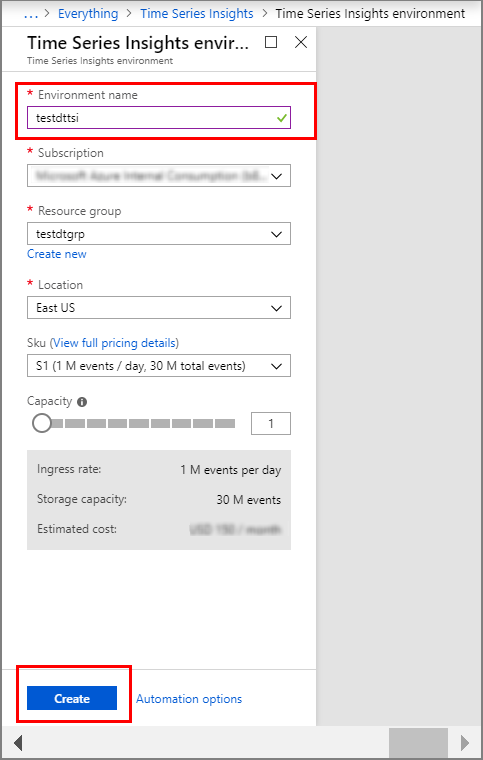 ... > Everything > Time Series Insights > Time Series Insights environment
Time Series Insights envir...
Time Series Insights environment
* Environment name
testdttsi
* Subscription
* Resource group
testdtgrp
Create new
* Location
East US
Sku (View full pricing details)
S1 (1 M events / day, 30 M total events)
Capacity
1
Ingress rate: 1 M events per day
Storage capacity: 30 M events
Estimated cost:
Create Automation options